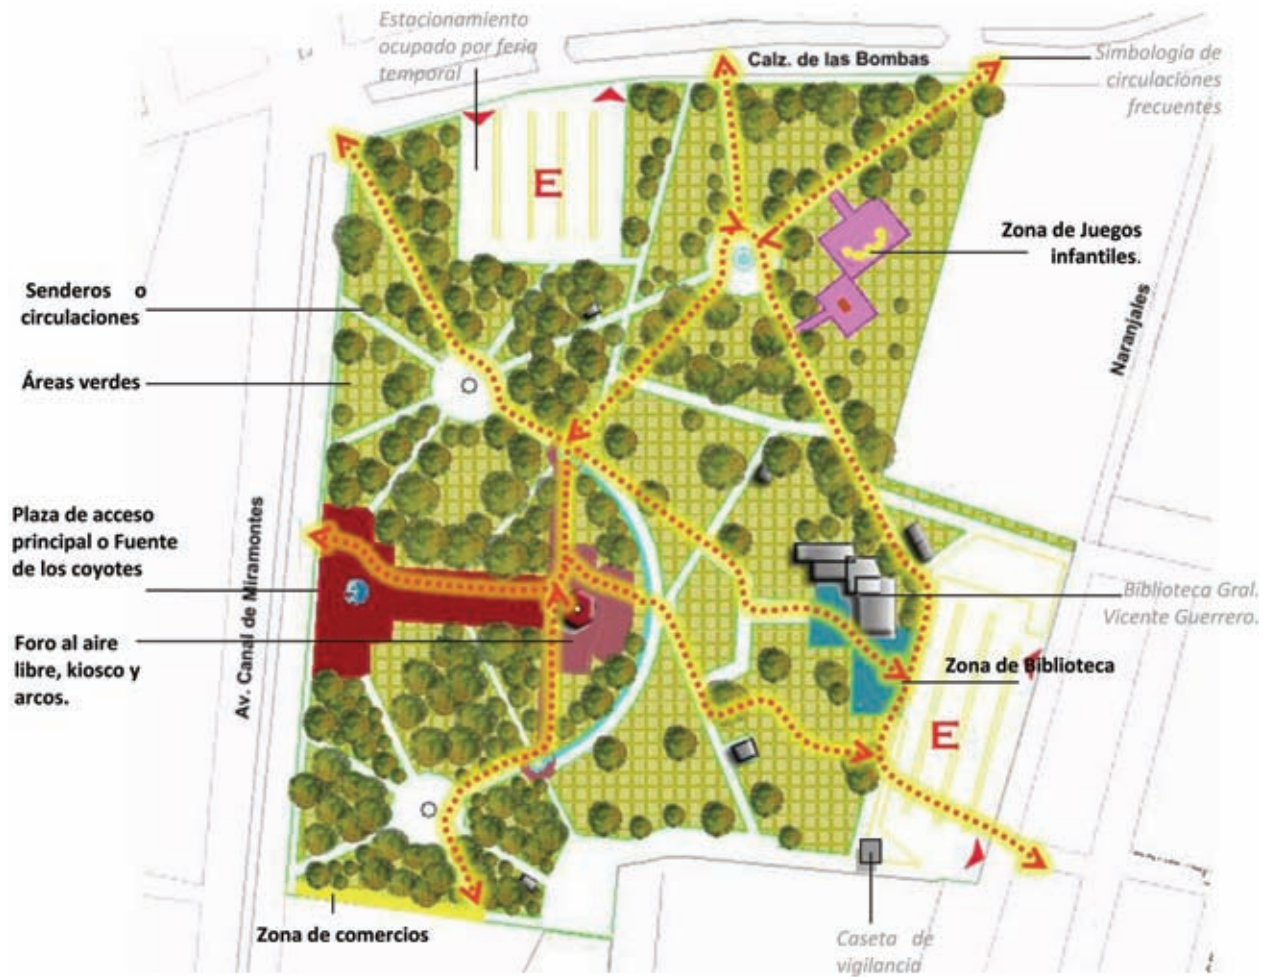 Estacionamiento
ocupado por feria
temporal
Calz. de las Bombas
Simbología de
circulaciones
frecuentes
E
Zona de Juegos
infantiles.
Senderos o
circulaciones
Naranjales
Áreas verdes
Plaza de acceso
principal o Fuente
de los coyotes
Av. Canal de Miramontes
Biblioteca Gral.
Vicente Guerrero.
Foro al aire
libre, kiosco y
arcos.
Zona de Biblioteca
E
Zona de comercios
Caseta de
vigilancia